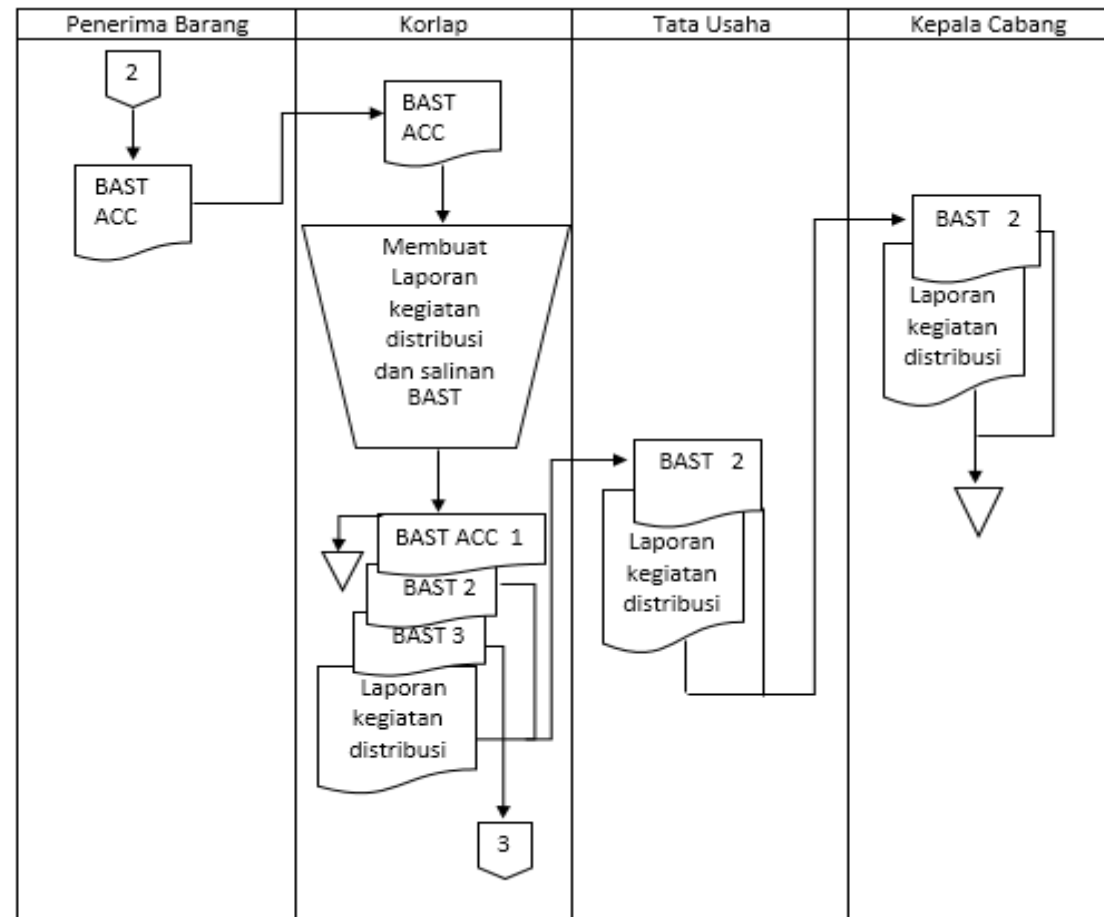 Penerima Barang
Korlap
Tata Usaha
Kepala Cabang
2
BAST
ACC
BAST
ACC
Membuat
Laporan
kegiatan
distribusi
dan salinan
BAST
BAST ACC 1
BAST 2
BAST 3
Laporan
kegiatan
distribusi
3
BAST 2
Laporan
kegiatan
distribusi
BAST 2
Laporan
kegiatan
distribusi